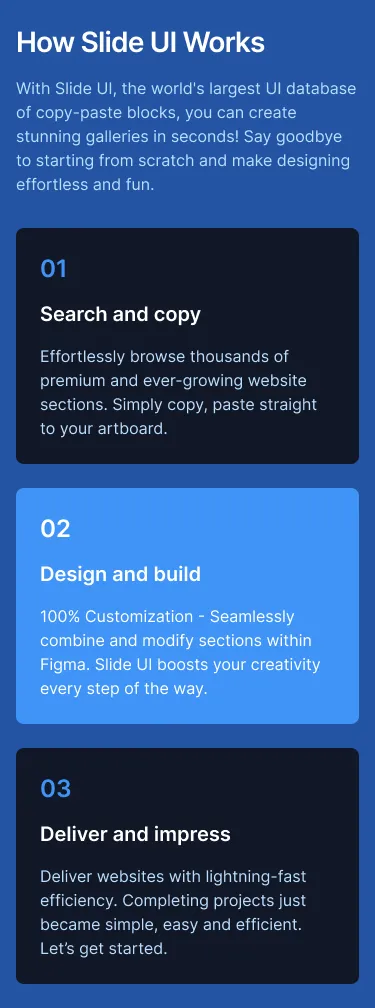 How Slide UI Works
With Slide UI, the world's largest UI database
of copy-paste blocks, you can create
stunning galleries in seconds! Say goodbye
to starting from scratch and make designing
effortless and fun.
01
Search and copy
Effortlessly browse thousands of
premium and ever-growing website
sections. Simply copy, paste straight
to your artboard.
02
Design and build
100% Customization - Seamlessly
combine and modify sections within
Figma. Slide UI boosts your creativity
every step of the way.
03
Deliver and impress
Deliver websites with lightning-fast
efficiency. Completing projects just
became simple, easy and efficient.
Let’s get started.